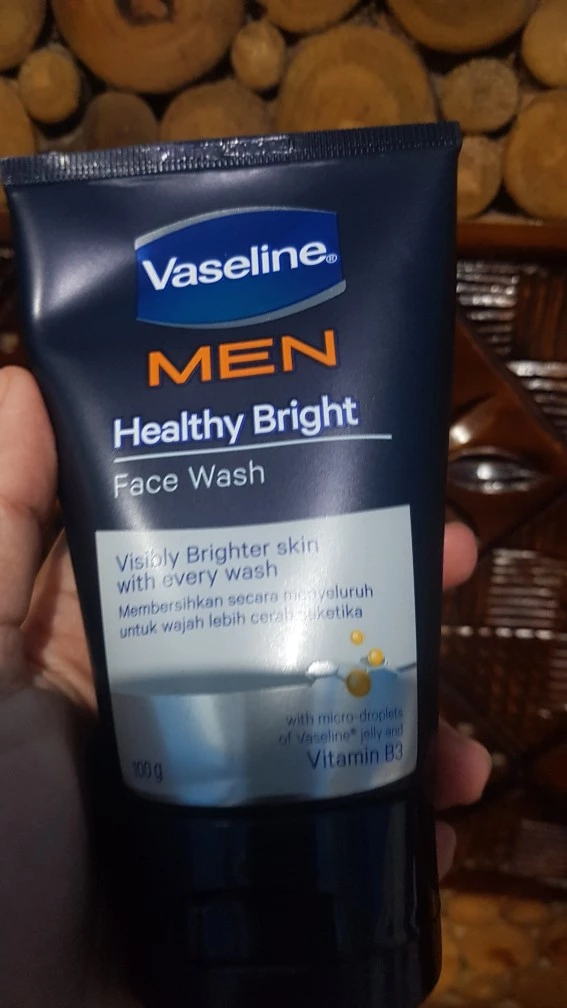 Vaseline®
MEN
Healthy Bright
Face Wash
Visibly Brighter skin
with every wash
Membersihkan secara menyeluruh
untuk wajah lebih cerah seketika
with micro-droplets
of Vaseline® jelly and
Vitamin B3
100 g